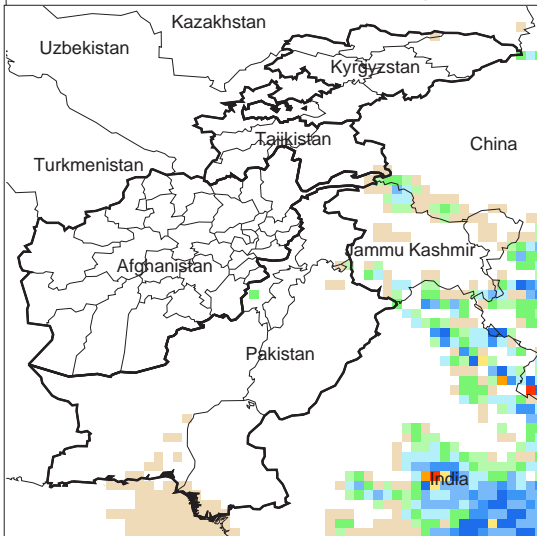 Kazakhstan
Uzbekistan
Kyrgyzstan
Tajikistan
China
Turkmenistan
Jammu Kashmir
Afghanistan
Pakistan
India